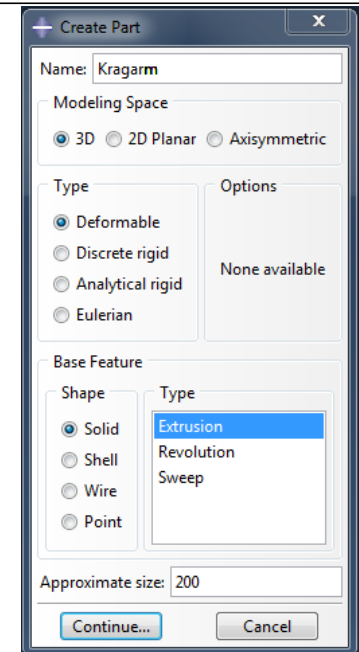 Create Part
X
Name: Kragarm
Modeling Space
3D 2D Planar Axisymmetric
Type
Deformable
Discrete rigid
Analytical rigid
Eulerian
Options
None available
Base Feature
Shape
Solid
Shell
Wire
Point
Type
Extrusion
Revolution
Sweep
Approximate size: 200
Continue... Cancel